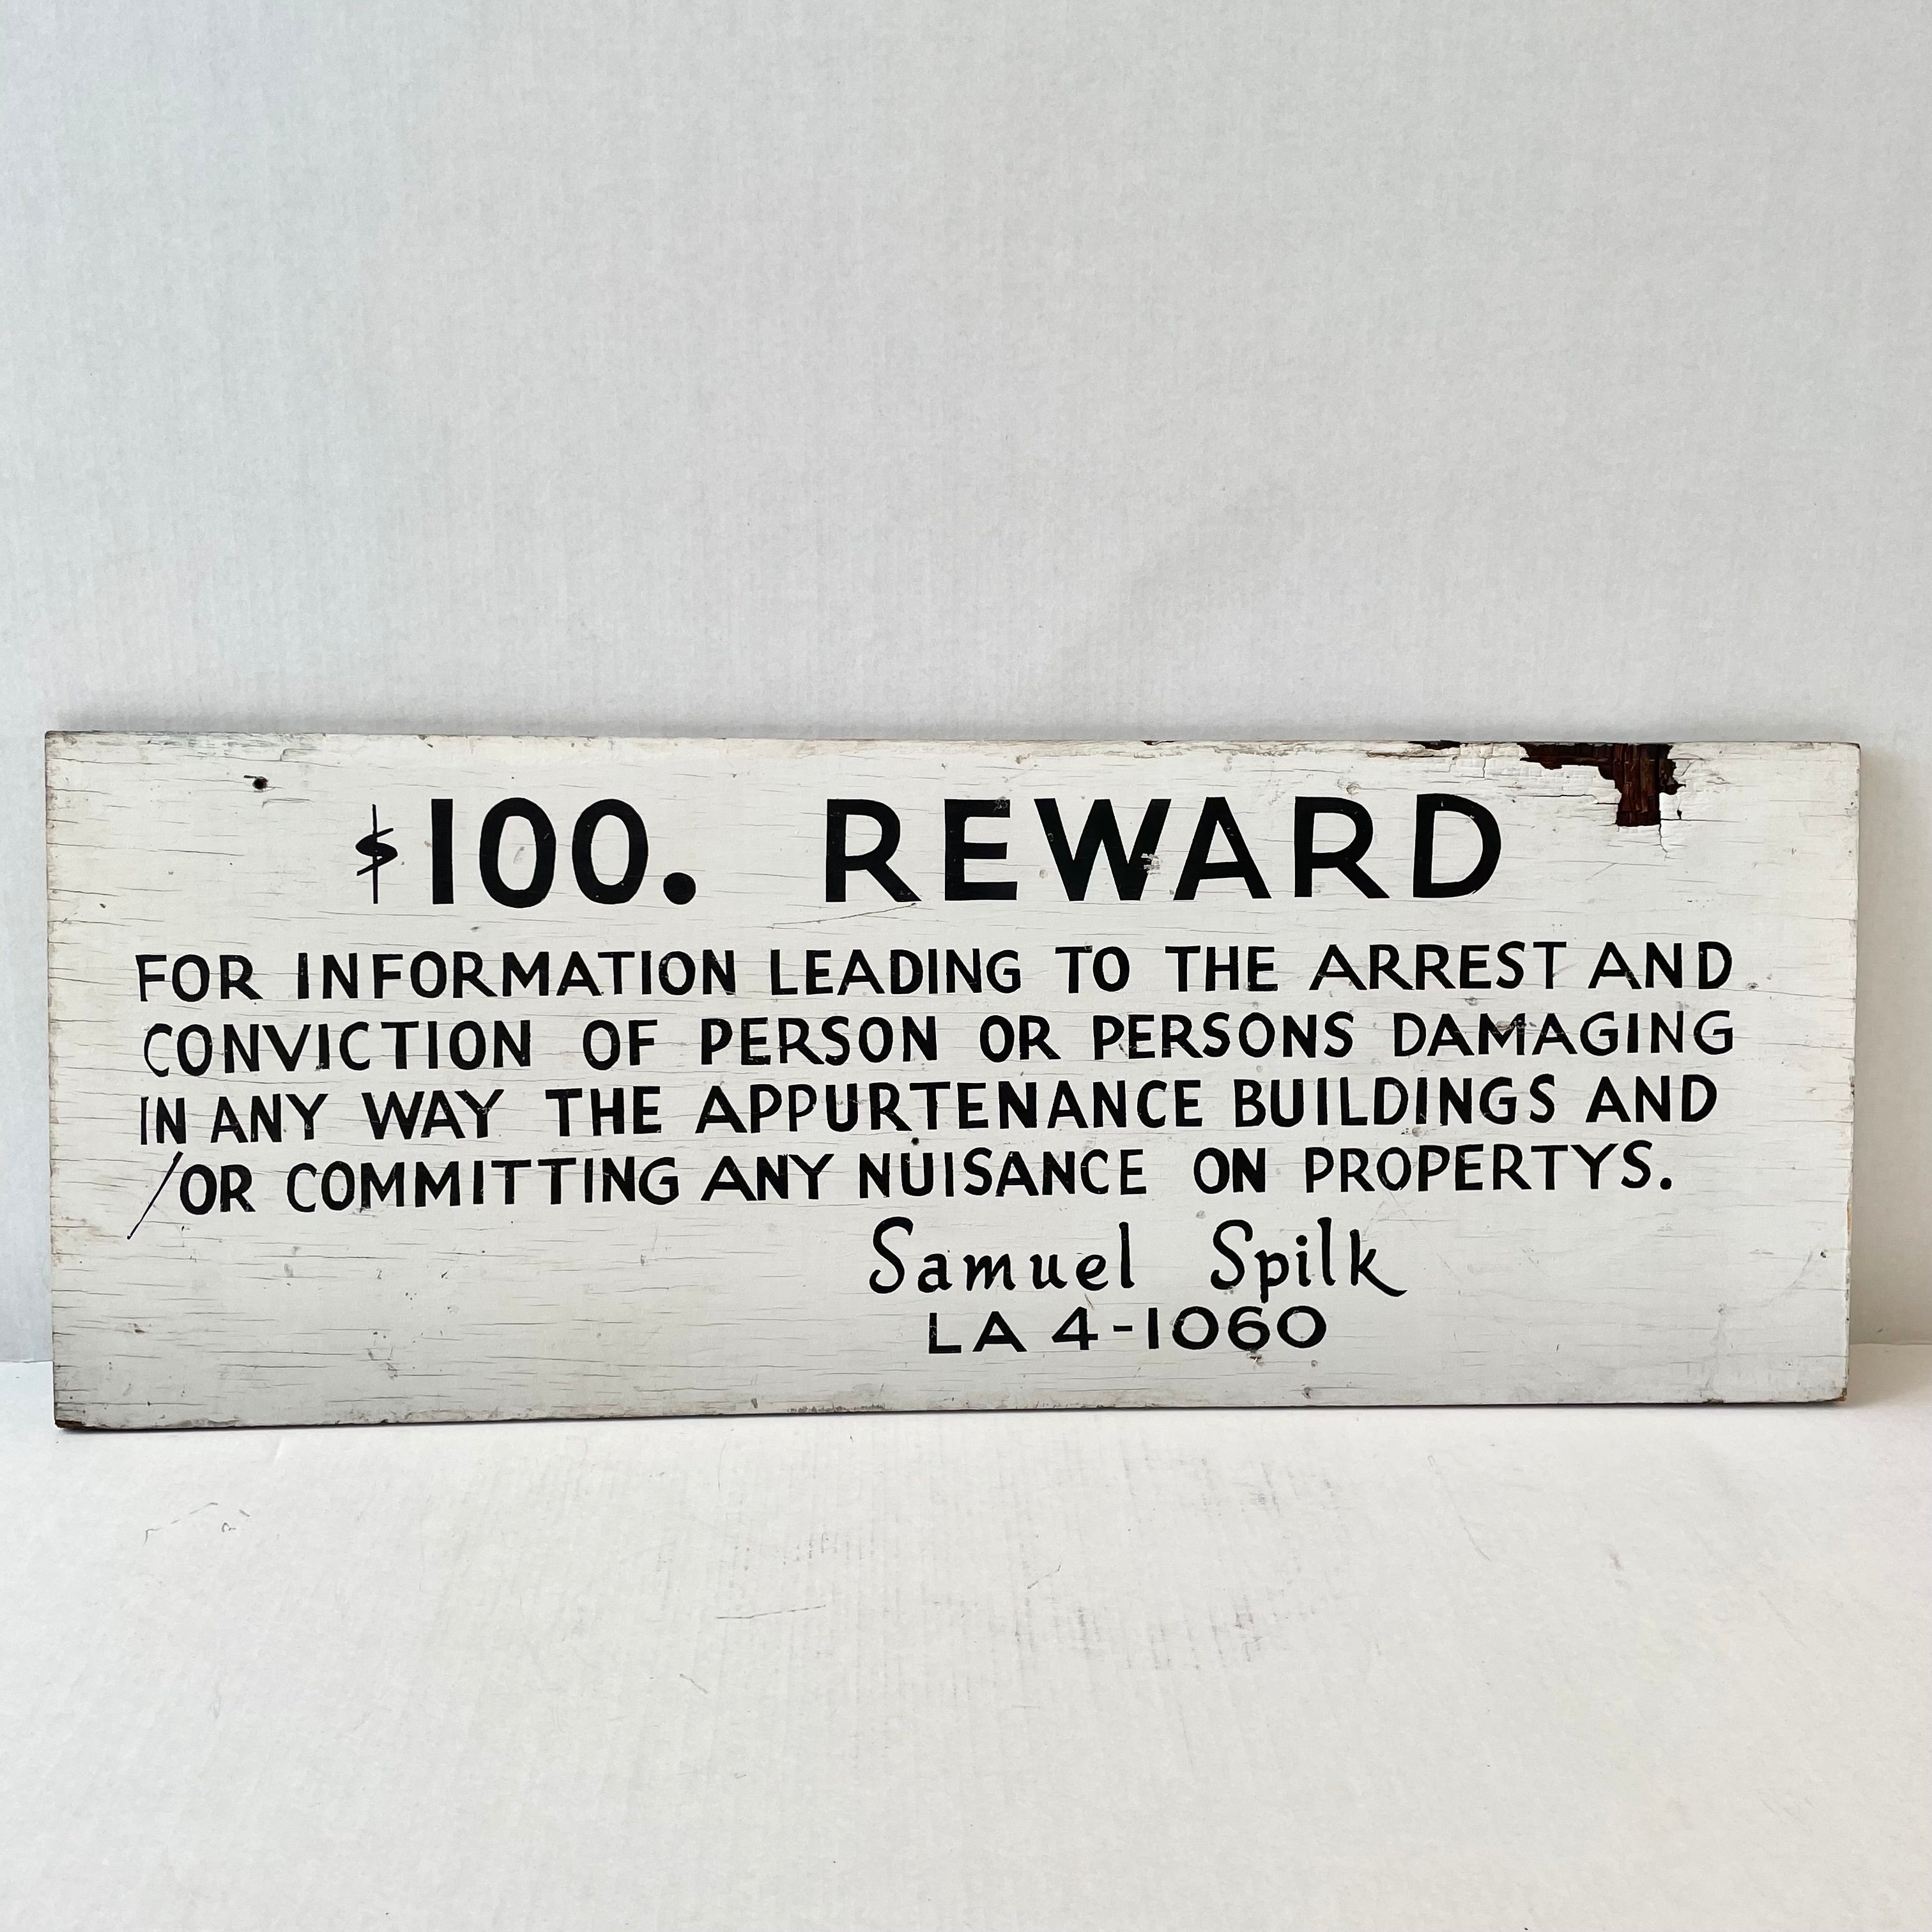 $100. REWARD
FOR INFORMATION LEADING TO THE ARREST AND
CONVICTION OF PERSON OR PERSONS DAMAGING
IN ANY WAY THE APPURTENANCE BUILDINGS AND
/OR COMMITTING ANY NUISANCE ON PROPERTYS.
Samuel Spilk
LA 4-1060